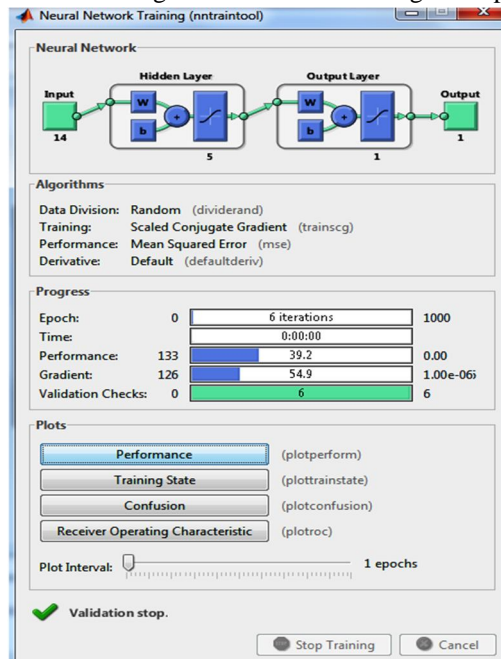 Neural Network Training (nntraintool)
Neural Network
Hidden Layer
Output Layer
Input
Output
W
W
+
+
b
b
14
5
1
1
Algorithms
Data Division: Random (dividerand)
Training: Scaled Conjugate Gradient (trainscg)
Performance: Mean Squared Error (mse)
Derivative: Default (defaultderiv)
Progress
Epoch: 0 6 iterations 1000
Time: 0:00:00
Performance: 133 39.2 0.00
Gradient: 126 54.9 1.00e-06
Validation Checks: 0 6 6
Plots
Performance (plotperform)
Training State (plottrainstate)
Confusion (plotconfusion)
Receiver Operating Characteristic (plotroc)
Plot Interval: 1 epochs
Validation stop.
Stop Training Cancel